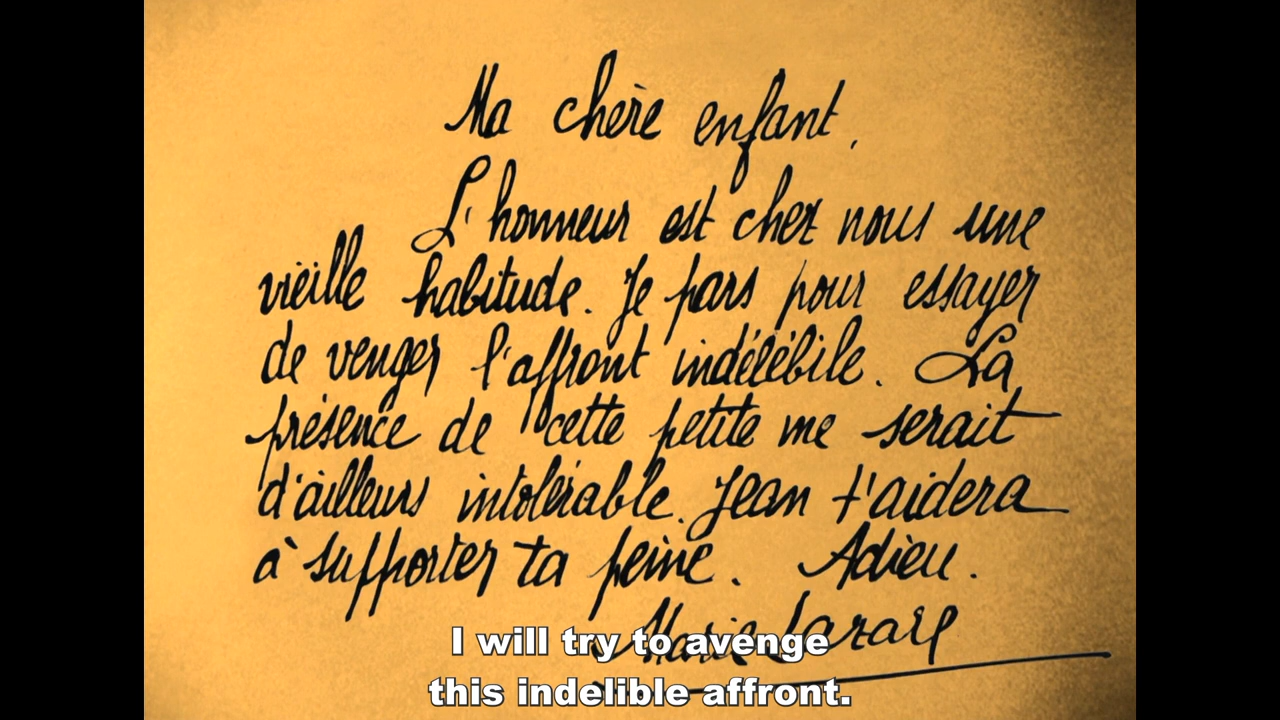 Ma chère enfant,
L'honneur est chez nous une
vieille habitude. Je pars pour essayer
de venger l'affront indélébile. La
présence de cette petite me serait
d'ailleurs intolérable. Jean t'aidera
à supporter ta peine. Adieu.
Marie Lazare
I will try to avenge
this indelible affront.